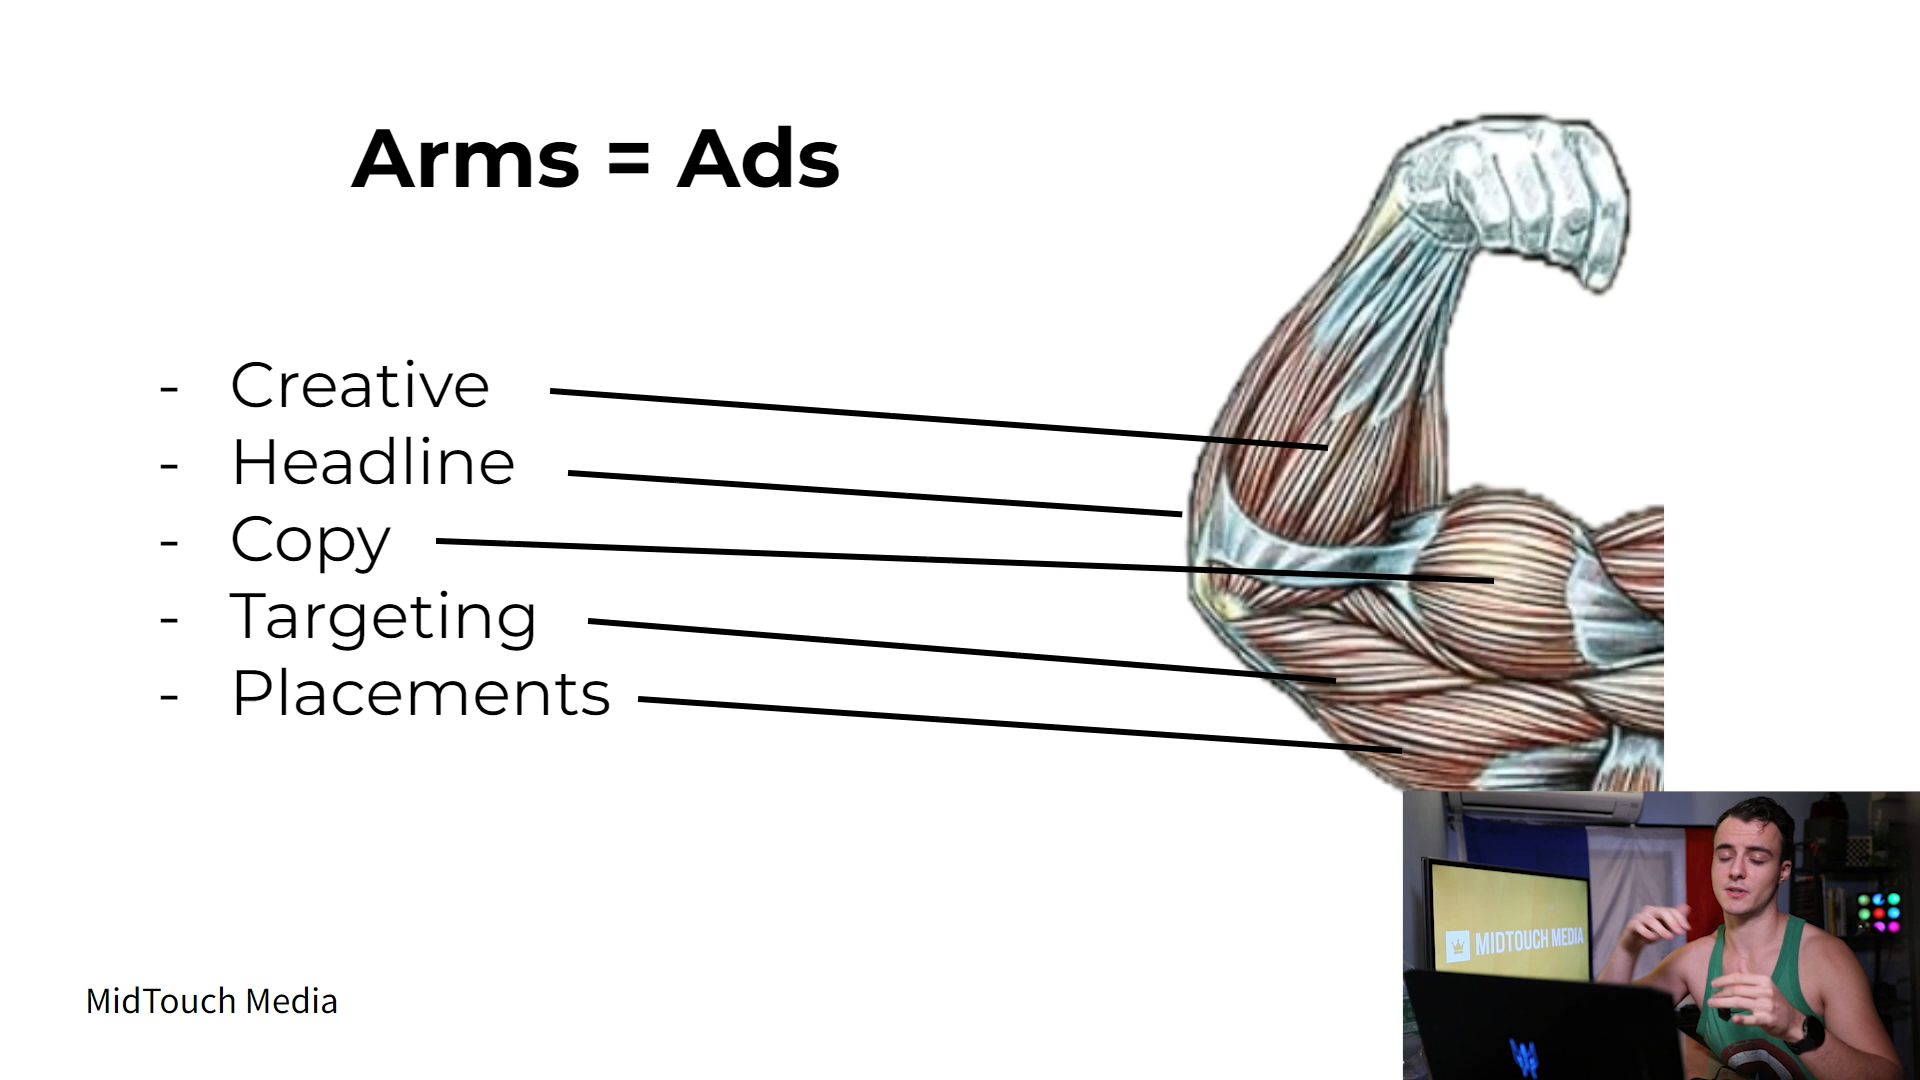 Arms = Ads
- Creative
- Headline
- Copy
- Targeting
- Placements
MidTouch Media
MIDTOUCH MEDIA